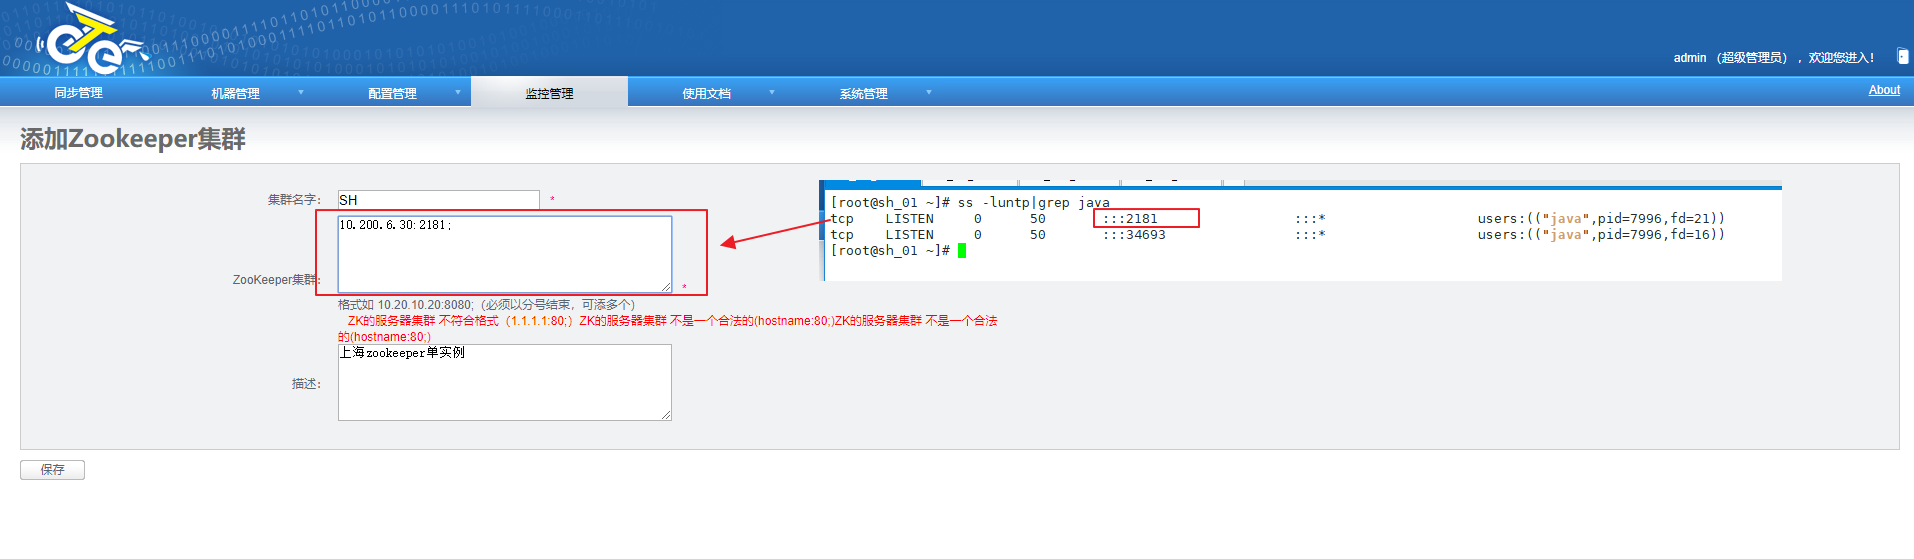 eTe
admin （超级管理员） ，欢迎您进入！
同步管理 机器管理 配置管理 监控管理 使用文档 系统管理 About
添加Zookeeper集群
集群名字: SH *
ZooKeeper集群: 10.200.6.30:2181; *
格式如 10.20.10.20:8080;（必须以分号结束，可添多个）
ZK的服务器集群 不符合格式（1.1.1.1:80;）ZK的服务器集群 不是一个合法的(hostname:80;)ZK的服务器集群 不是一个合法
的(hostname:80;)
描述: 上海zookeeper单实例
保存
[root@sh_01 ~]# ss -luntp|grep java
tcp LISTEN 0 50 :::2181 :::* users:(("java",pid=7996,fd=21))
tcp LISTEN 0 50 :::34693 :::* users:(("java",pid=7996,fd=16))
[root@sh_01 ~]#